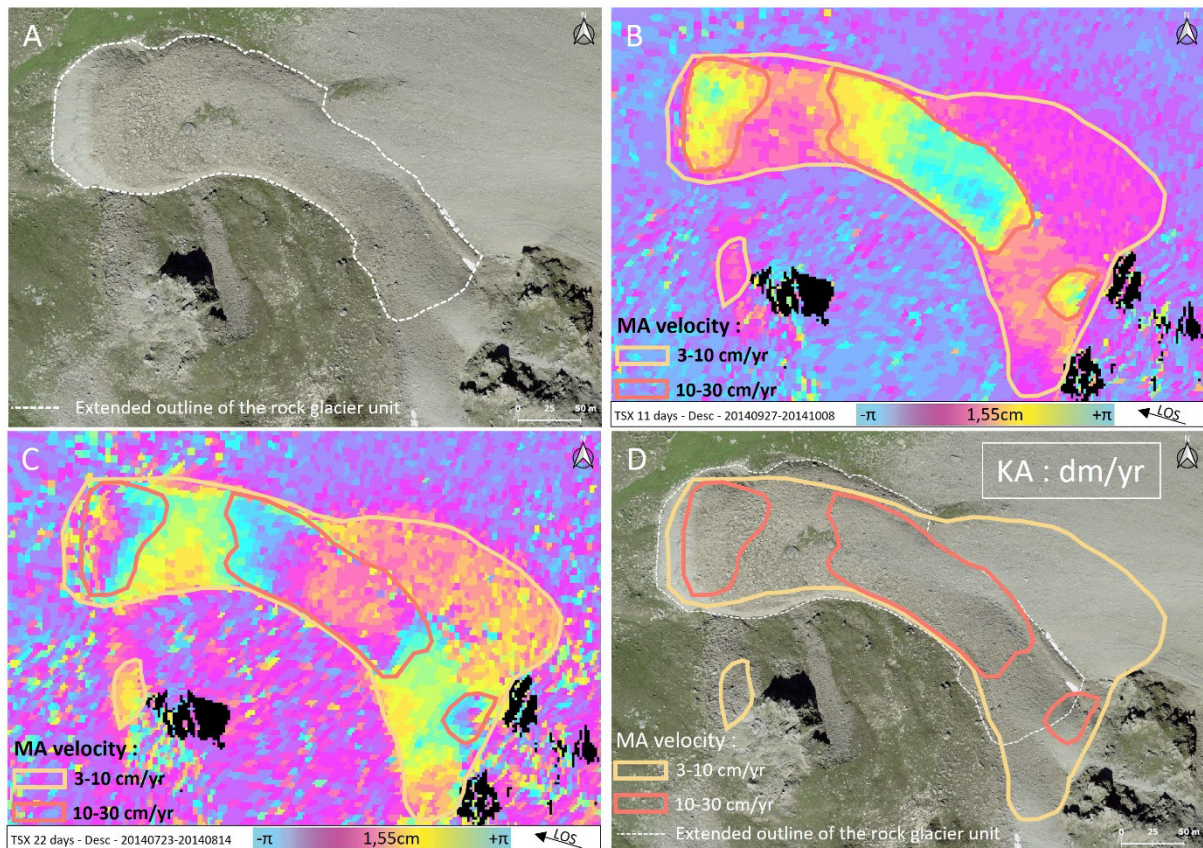 A
N
Extended outline of the rock glacier unit
0 25 50 m
B
N
MA velocity :
3-10 cm/yr
10-30 cm/yr
TSX 11 days - Desc - 20140927-20141008
-π 1,55cm +π
LOS
C
N
MA velocity :
3-10 cm/yr
10-30 cm/yr
TSX 22 days - Desc - 20140723-20140814
-π 1,55cm +π
LOS
D
N
KA : dm/yr
MA velocity :
3-10 cm/yr
10-30 cm/yr
Extended outline of the rock glacier unit
0 25 50 m